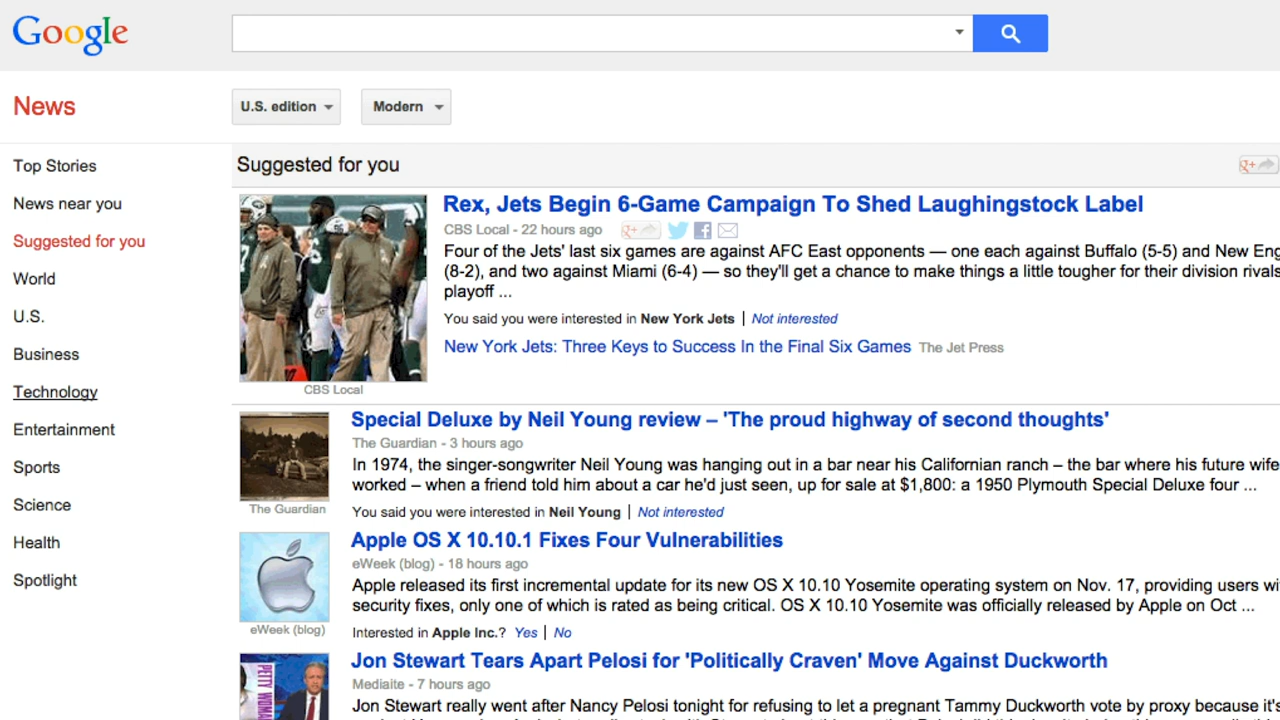 Google
News
U.S. edition
Modern
Top Stories
News near you
Suggested for you
World
U.S.
Business
Technology
Entertainment
Sports
Science
Health
Spotlight
Suggested for you
g+
Rex, Jets Begin 6-Game Campaign To Shed Laughingstock Label
CBS Local - 22 hours ago
g+
Four of the Jets' last six games are against AFC East opponents — one each against Buffalo (5-5) and New Eng
(8-2), and two against Miami (6-4) — so they'll get a chance to make things a little tougher for their division rivals
playoff ...
You said you were interested in New York Jets | Not interested
New York Jets: Three Keys to Success In the Final Six Games The Jet Press
CBS Local
Special Deluxe by Neil Young review – 'The proud highway of second thoughts'
The Guardian - 3 hours ago
In 1974, the singer-songwriter Neil Young was hanging out in a bar near his Californian ranch – the bar where his future wife
worked – when a friend told him about a car he'd just seen, up for sale at $1,800: a 1950 Plymouth Special Deluxe four ...
The Guardian
You said you were interested in Neil Young | Not interested
Apple OS X 10.10.1 Fixes Four Vulnerabilities
eWeek (blog) - 18 hours ago
Apple released its first incremental update for its new OS X 10.10 Yosemite operating system on Nov. 17, providing users wi
security fixes, only one of which is rated as being critical. OS X 10.10 Yosemite was officially released by Apple on Oct ...
eWeek (blog)
Interested in Apple Inc.? Yes | No
Jon Stewart Tears Apart Pelosi for 'Politically Craven' Move Against Duckworth
Mediaite - 7 hours ago
PETTY WOMA
Jon Stewart really went after Nancy Pelosi tonight for refusing to let a pregnant Tammy Duckworth vote by proxy because it's